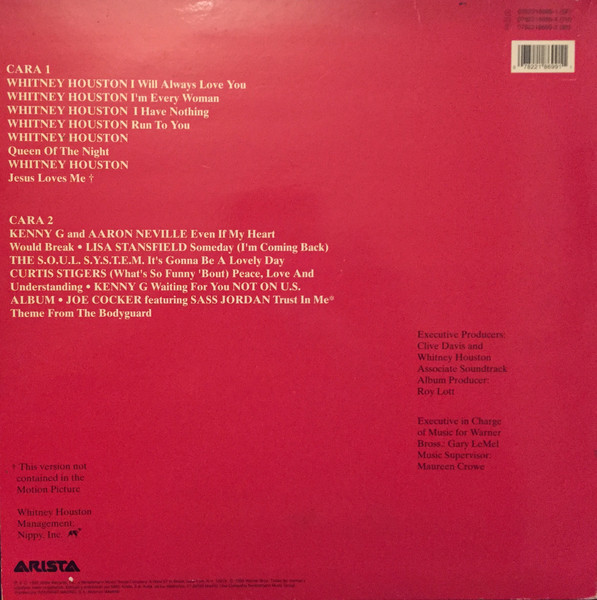 CARA 1
WHITNEY HOUSTON I Will Always Love You
WHITNEY HOUSTON I'm Every Woman
WHITNEY HOUSTON I Have Nothing
WHITNEY HOUSTON Run To You
WHITNEY HOUSTON
Queen Of The Night
WHITNEY HOUSTON
Jesus Loves Me †
CARA 2
KENNY G and AARON NEVILLE Even If My Heart
Would Break • LISA STANSFIELD Someday (I'm Coming Back)
THE S.O.U.L. S.Y.S.T.E.M. It's Gonna Be A Lovely Day
CURTIS STIGERS (What's So Funny 'Bout) Peace, Love And
Understanding • KENNY G Waiting For You NOT ON U.S.
ALBUM • JOE COCKER featuring SASS JORDAN Trust In Me*
Theme From The Bodyguard
Executive Producers:
Clive Davis and
Whitney Houston
Associate Soundtrack
Album Producer:
Roy Lott
Executive in Charge
of Music for Warner
Bross.: Gary LeMel
Music Supervisor:
Maureen Crowe
† This version not
contained in the
Motion Picture
Whitney Houston
Management.
Nippy, Inc.
ARISTA